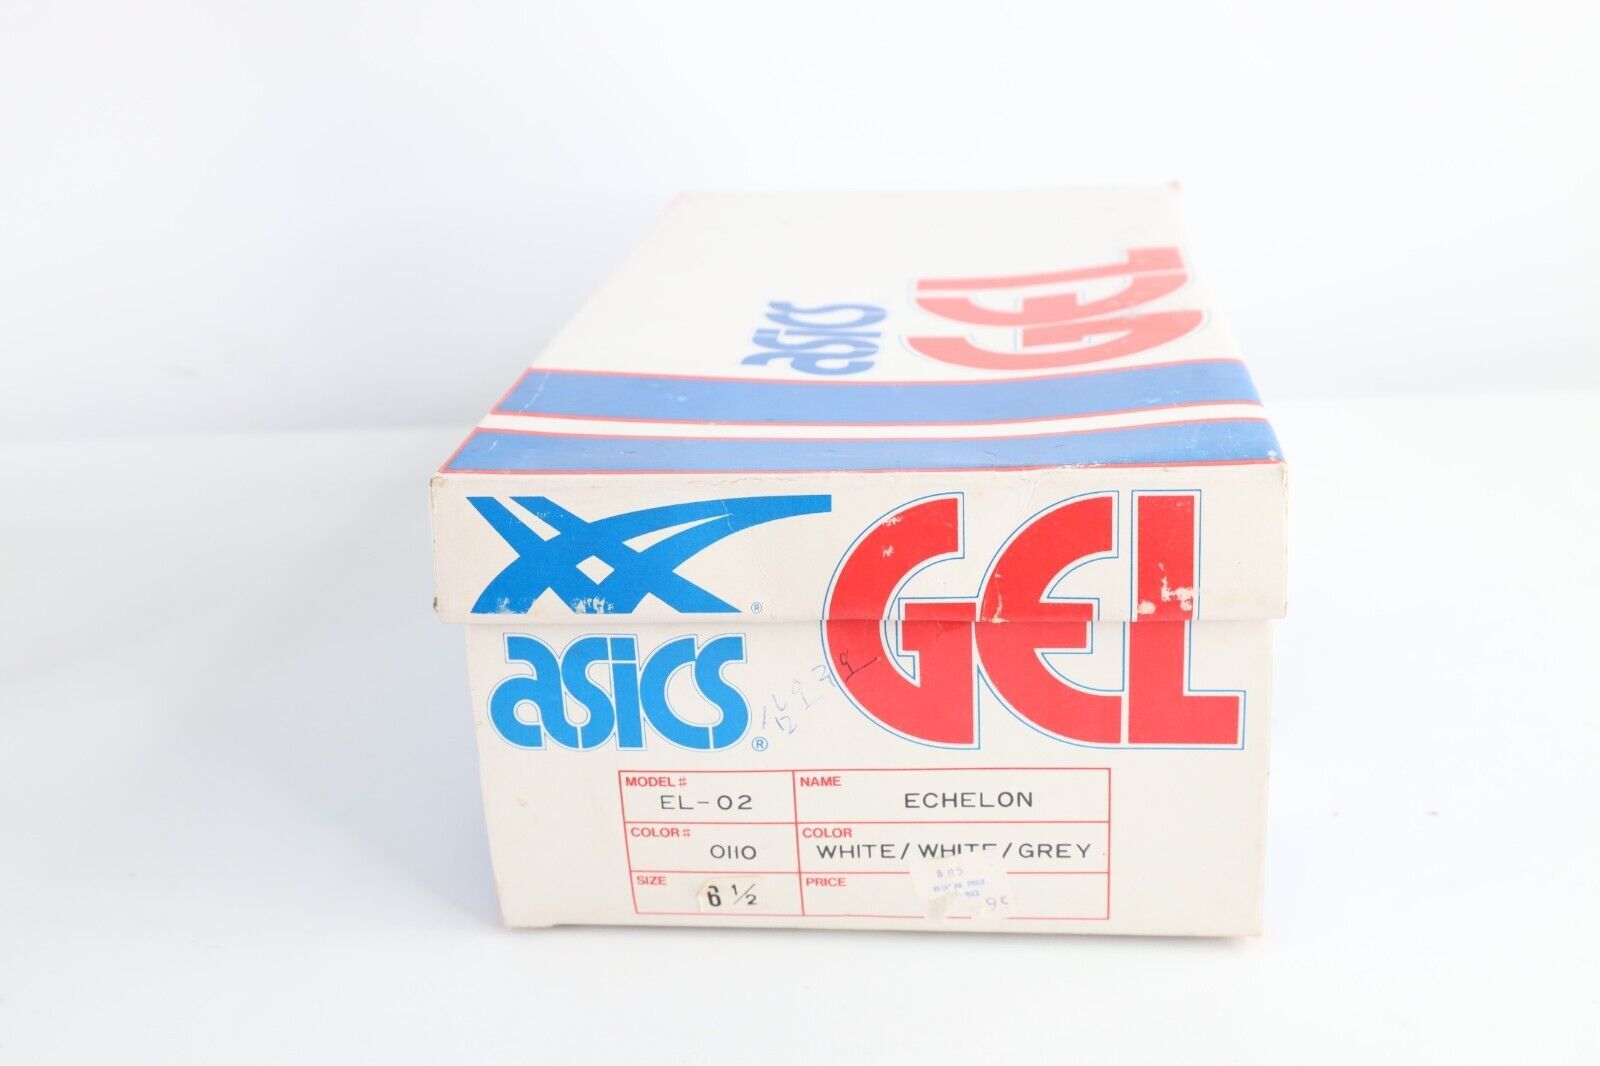 GEL
asics
GEL
®
asics®
MODEL # EL-02 NAME ECHELON
COLOR # 0110 COLOR WHITE/WHITE/GREY
SIZE 6 1/2 PRICE
PRICE